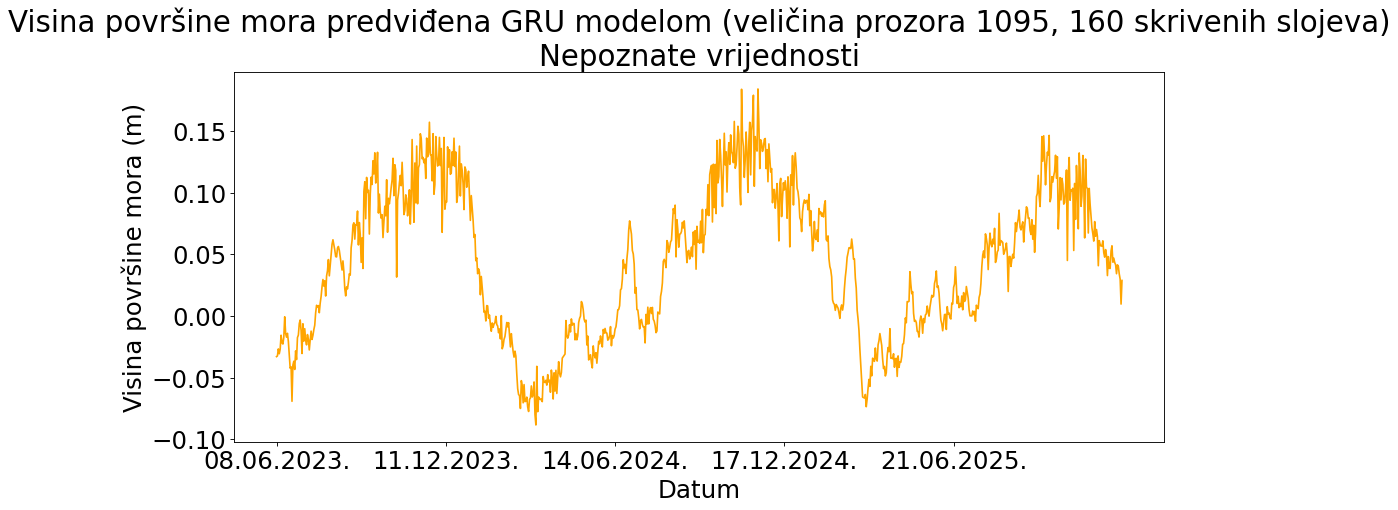 Visina površine mora predviđena GRU modelom (veličina prozora 1095, 160 skrivenih slojeva)
Nepoznate vrijednosti
Visina površine mora (m)
0.15
0.10
0.05
0.00
−0.05
−0.10
08.06.2023. 11.12.2023. 14.06.2024. 17.12.2024. 21.06.2025.
Datum